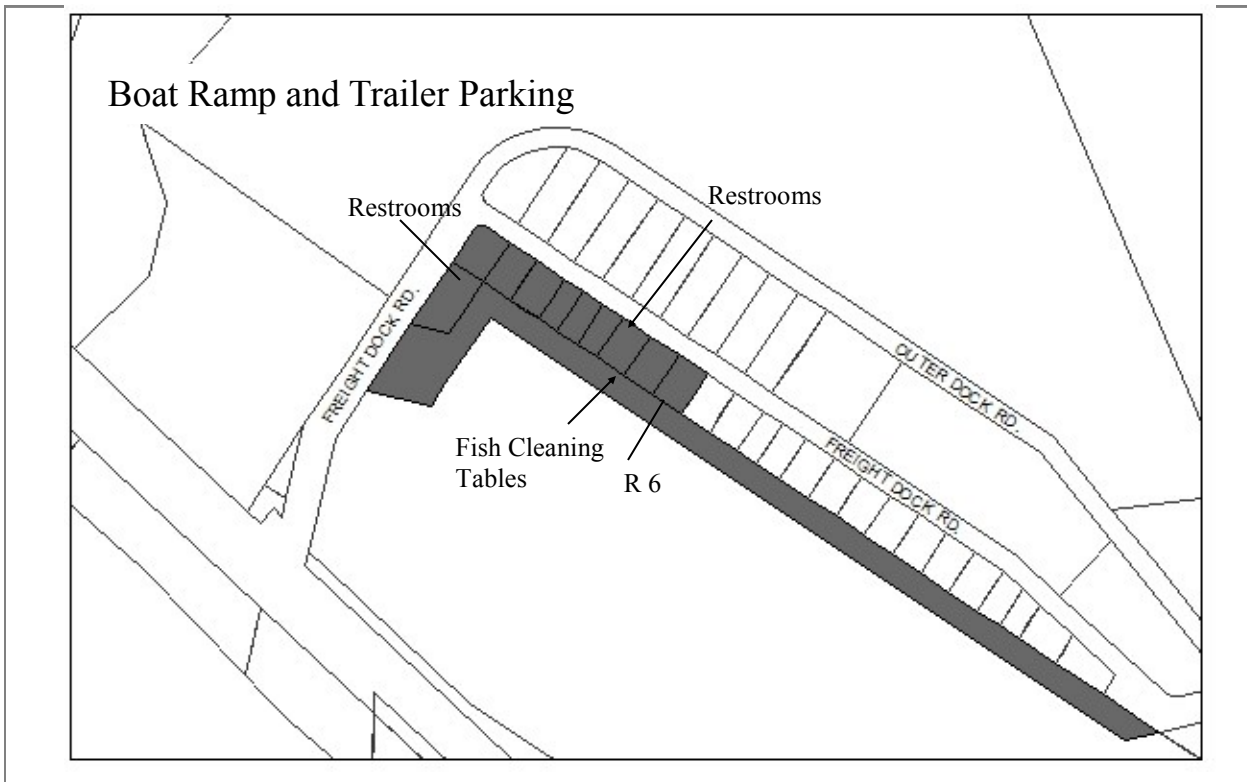 Boat Ramp and Trailer Parking
Restrooms
Restrooms
FREIGHT DOCK RD.
OUTER DOCK RD.
FREIGHT DOCK RD.
Fish Cleaning
Tables
R 6